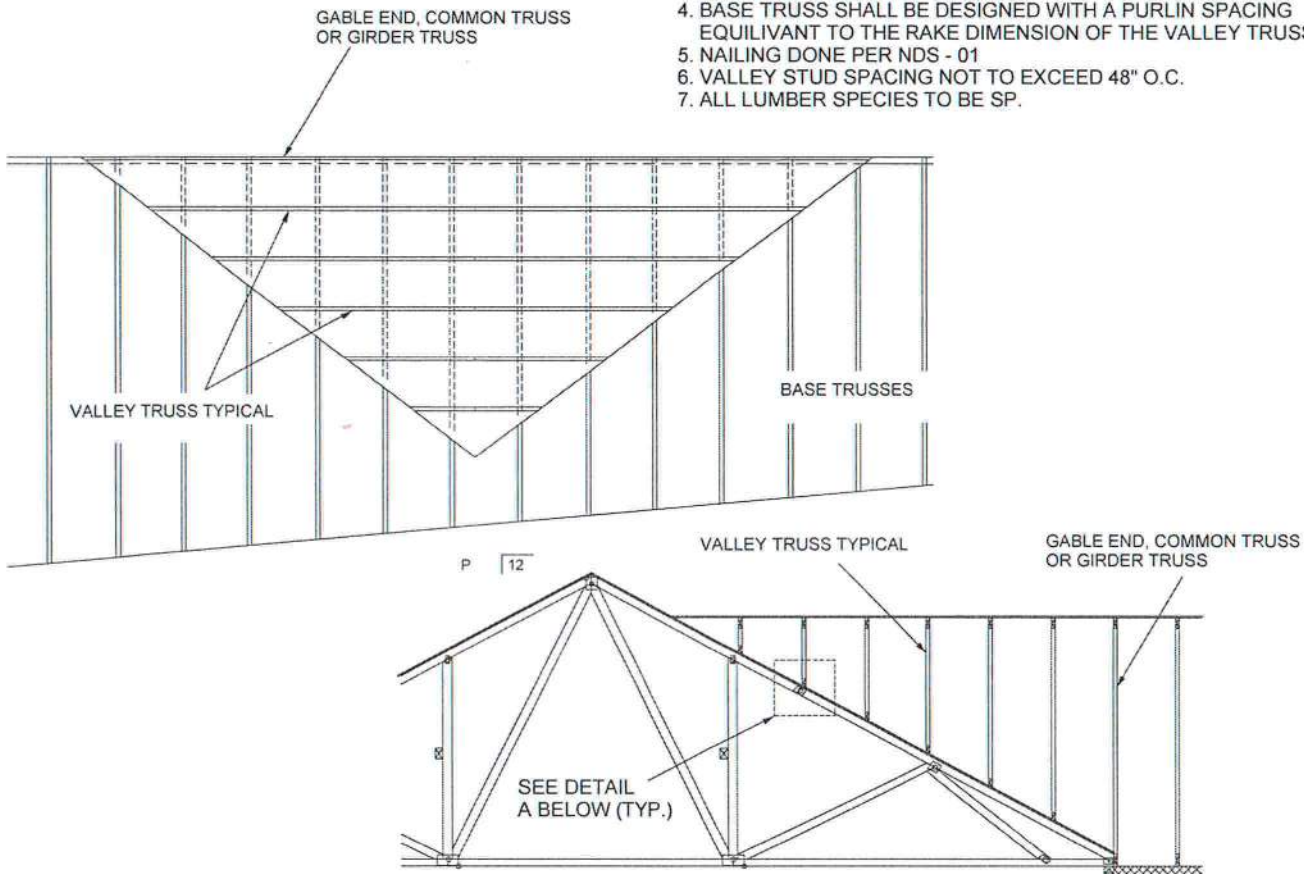 GABLE END, COMMON TRUSS
OR GIRDER TRUSS
4. BASE TRUSS SHALL BE DESIGNED WITH A PURLIN SPACING
EQUILIVANT TO THE RAKE DIMENSION OF THE VALLEY TRUSS
5. NAILING DONE PER NDS - 01
6. VALLEY STUD SPACING NOT TO EXCEED 48" O.C.
7. ALL LUMBER SPECIES TO BE SP.
VALLEY TRUSS TYPICAL
BASE TRUSSES
P 12
VALLEY TRUSS TYPICAL
GABLE END, COMMON TRUSS
OR GIRDER TRUSS
SEE DETAIL
A BELOW (TYP.)